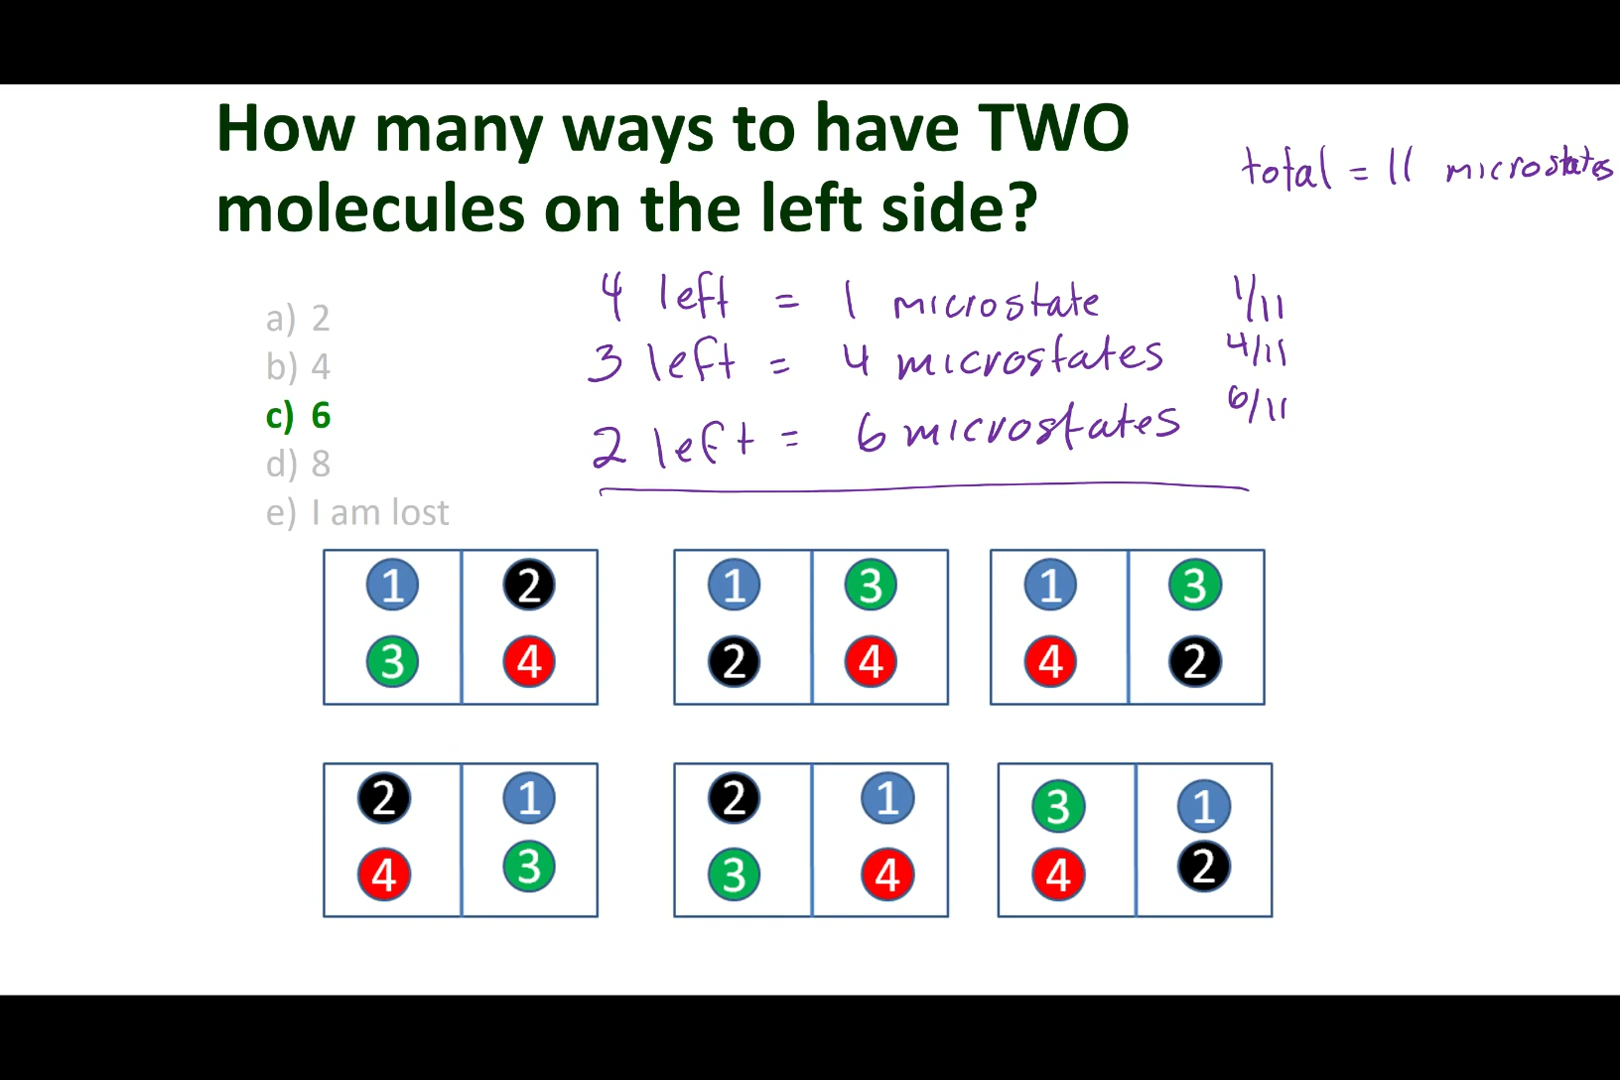 How many ways to have TWO
molecules on the left side?
total = 11 microstates
a) 2
b) 4
c) 6
d) 8
e) I am lost
4 left = 1 microstate 1/11
3 left = 4 microstates 4/11
2 left = 6 microstates 6/11
1 2 1 3 1 3
3 4 2 4 4 2
2 1 2 1 3 1
4 3 3 4 4 2